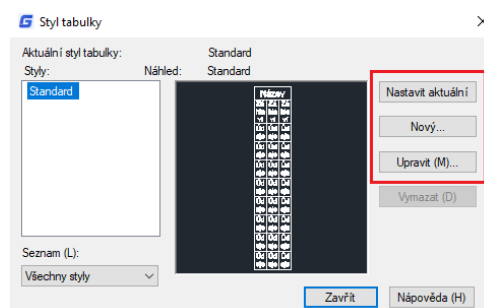 Styl tabulky
Aktuální styl tabulky: Standard
Styly: Náhled: Standard
Standard
Název
Nastavit aktuální
Nový...
Upravit (M)...
Vymazat (D)
Seznam (L):
Všechny styly
Zavřít Nápověda (H)